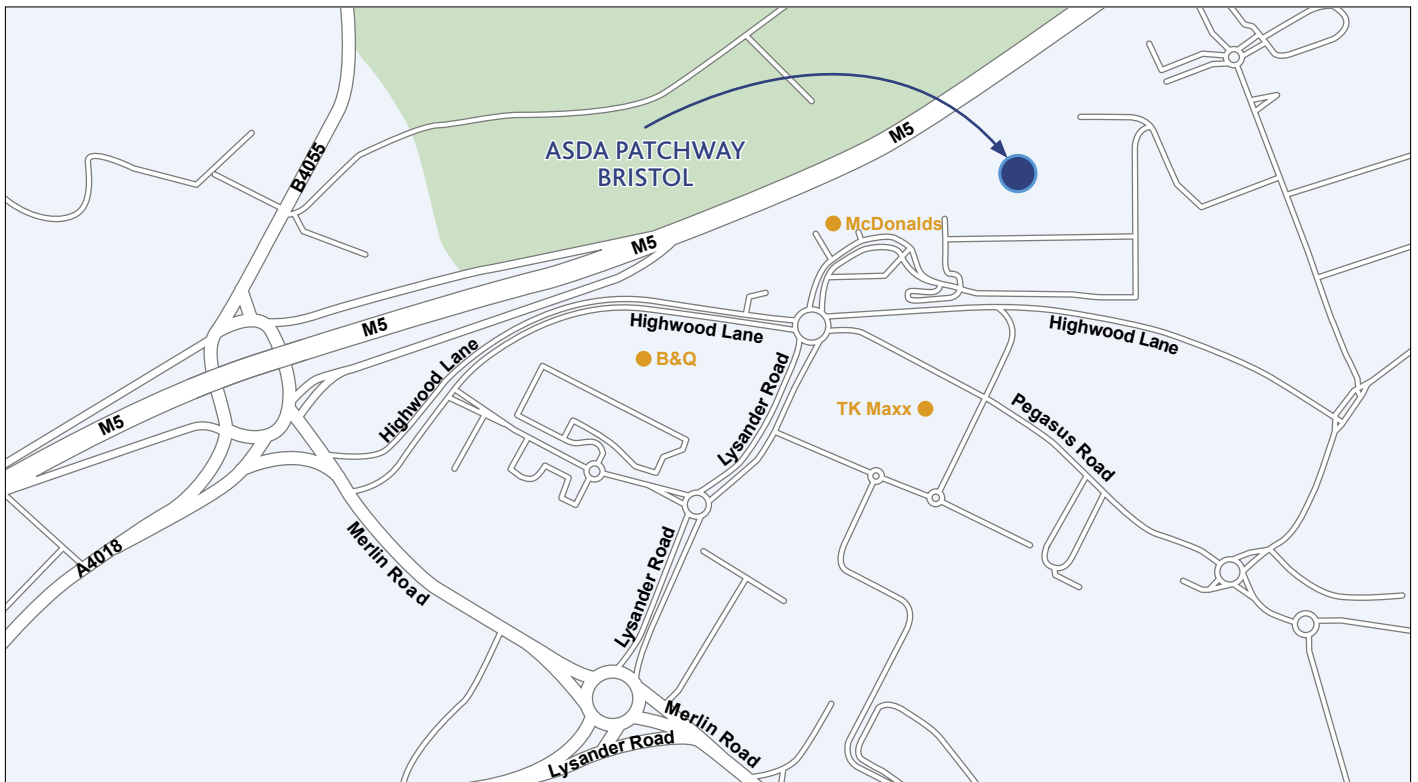 M5
ASDA PATCHWAY
BRISTOL
B4055
McDonalds
M5
M5
Highwood Lane
Highwood Lane
Highwood Lane
B&Q
Lysander Road
TK Maxx
M5
Pegasus Road
A4018
Merlin Road
Lysander Road
Merlin Road
Lysander Road